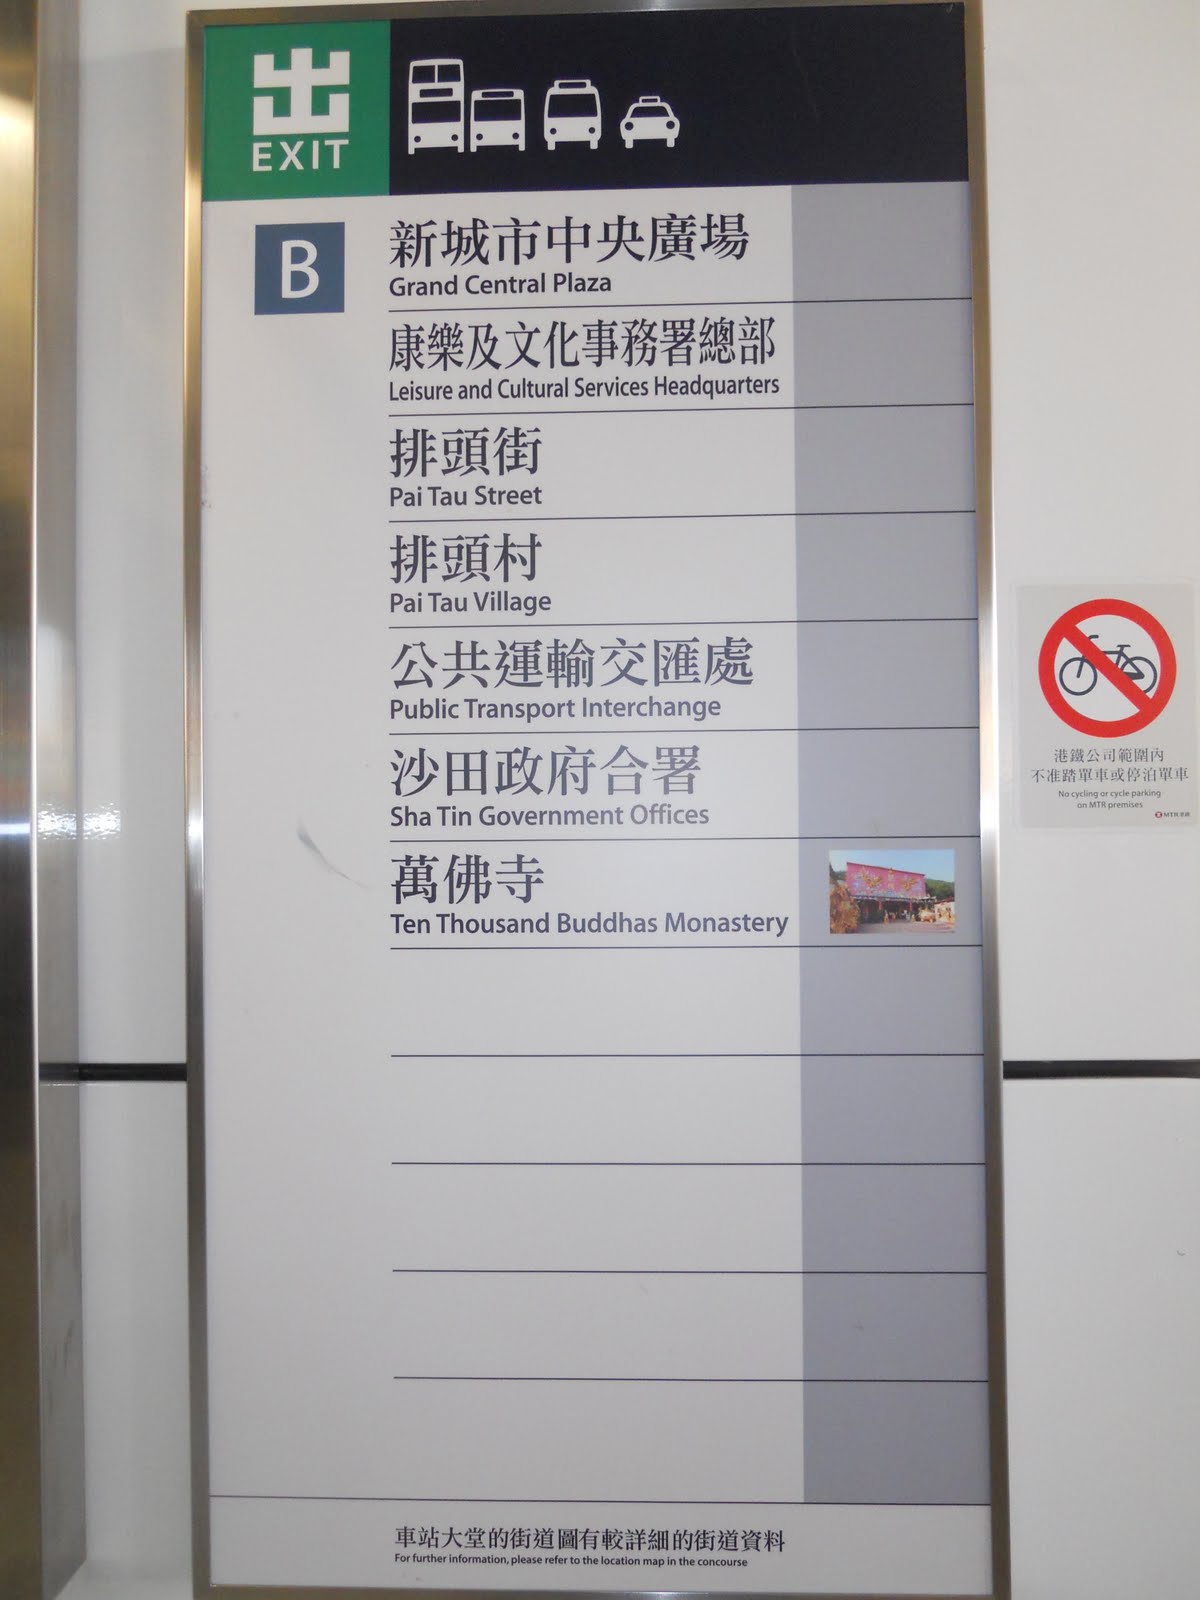 出
EXIT
B
新城市中央廣場
Grand Central Plaza
康樂及文化事務署總部
Leisure and Cultural Services Headquarters
排頭街
Pai Tau Street
排頭村
Pai Tau Village
公共運輸交匯處
Public Transport Interchange
沙田政府合署
Sha Tin Government Offices
萬佛寺
Ten Thousand Buddhas Monastery
車站大堂的街道圖有較詳細的街道資料
For further information, please refer to the location map in the concourse
港鐵公司範圍內
不准踏單車或停泊單車
No cycling or cycle parking
on MTR premises
MTR 港鐵